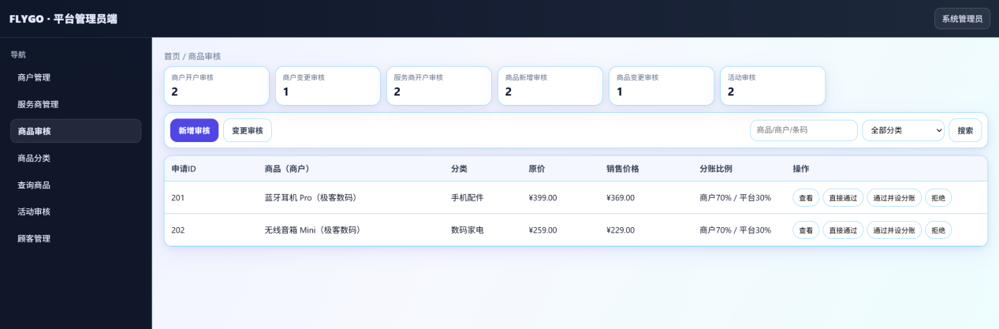 FLYGO · 平台管理员端
系统管理员
导航
商户管理
服务商管理
商品审核
商品分类
查询商品
活动审核
顾客管理
首页 / 商品审核
商户开户审核 商户变更审核 服务商开户审核 商品新增审核 商品变更审核 活动审核
2 1 2 2 1 2
新增审核 变更审核 商品/商户/条码 全部分类 搜索
申请ID 商品（商户） 分类 原价 销售价格 分账比例 操作
201 蓝牙耳机 Pro（极客数码） 手机配件 ¥399.00 ¥369.00 商户70% / 平台30% 查看 直接通过 通过并设分账 拒绝
202 无线音箱 Mini（极客数码） 数码家电 ¥259.00 ¥229.00 商户70% / 平台30% 查看 直接通过 通过并设分账 拒绝